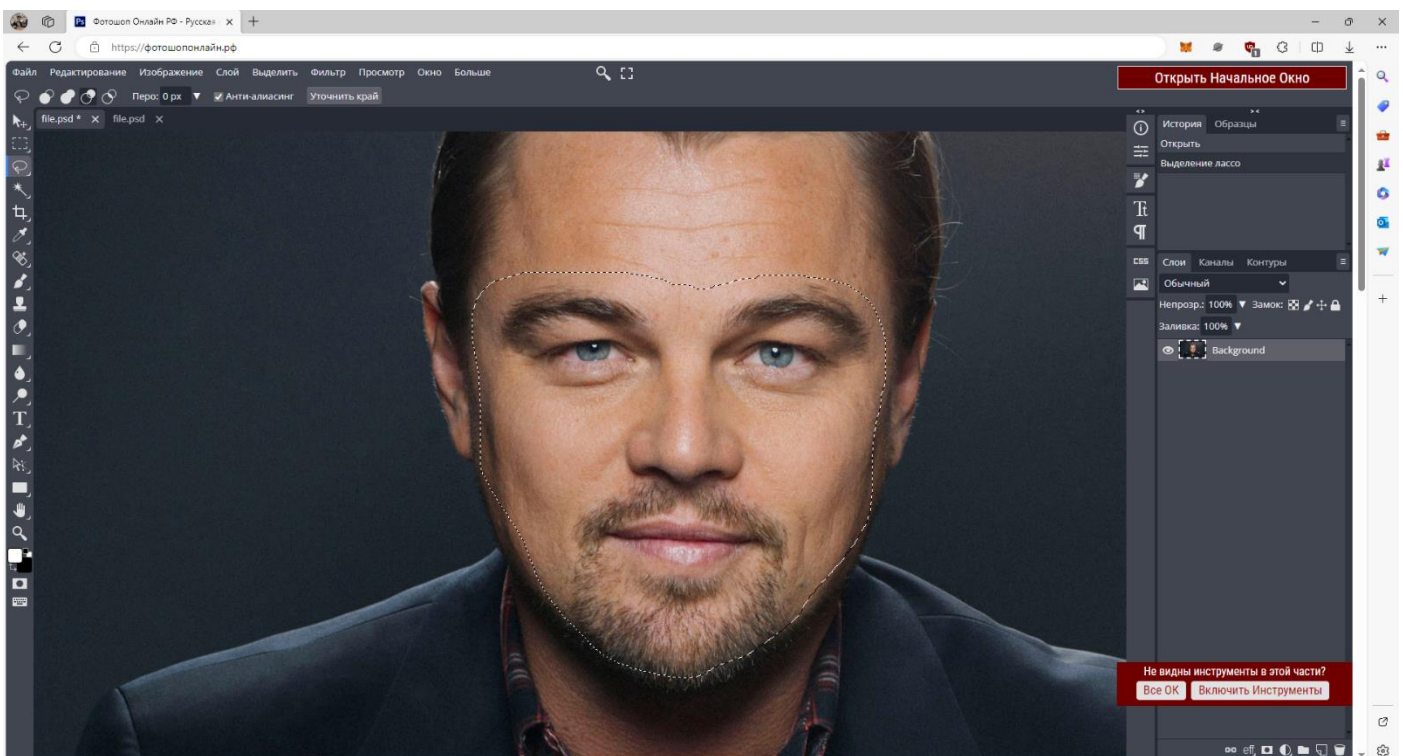 Фотошоп Онлайн РФ - Русская
https://фотошопонлайн.рф
Файл Редактирование Изображение Слой Выделить Фильтр Просмотр Окно Больше
Открыть Начальное Окно
Перо: 0 px Анти-алиасинг Уточнить край
file.psd * file.psd
История Образцы
Открыть
Выделение лассо
CSS
Слои Каналы Контуры
Обычный
Непрозр.: 100% Замок:
Заливка: 100%
Background
Не видны инструменты в этой части?
Все ОК Включить Инструменты
eff